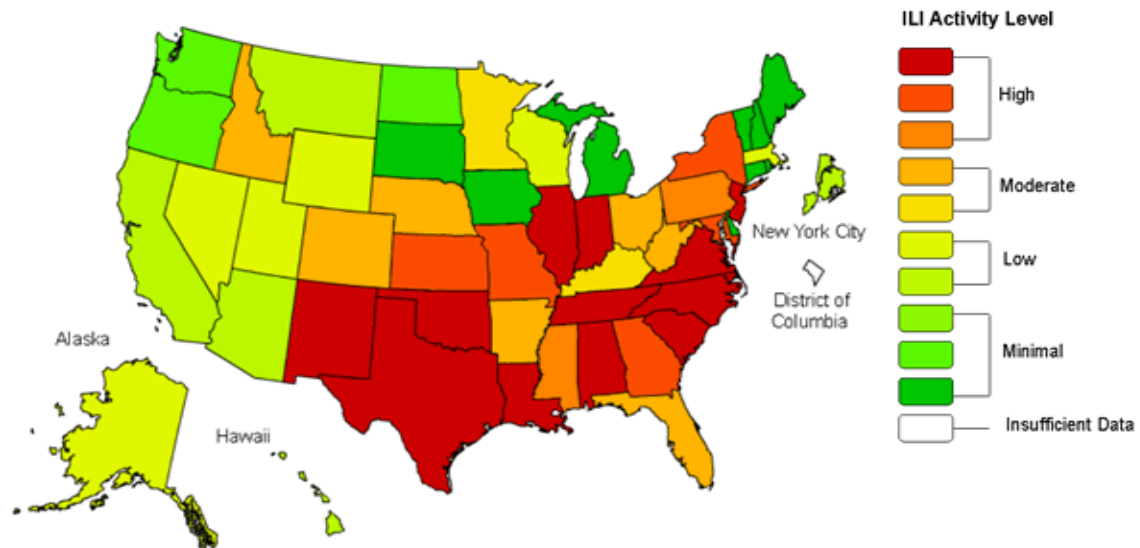 ILI Activity Level
High
Moderate
New York City
Low
District of
Columbia
Alaska
Minimal
Hawaii
Insufficient Data